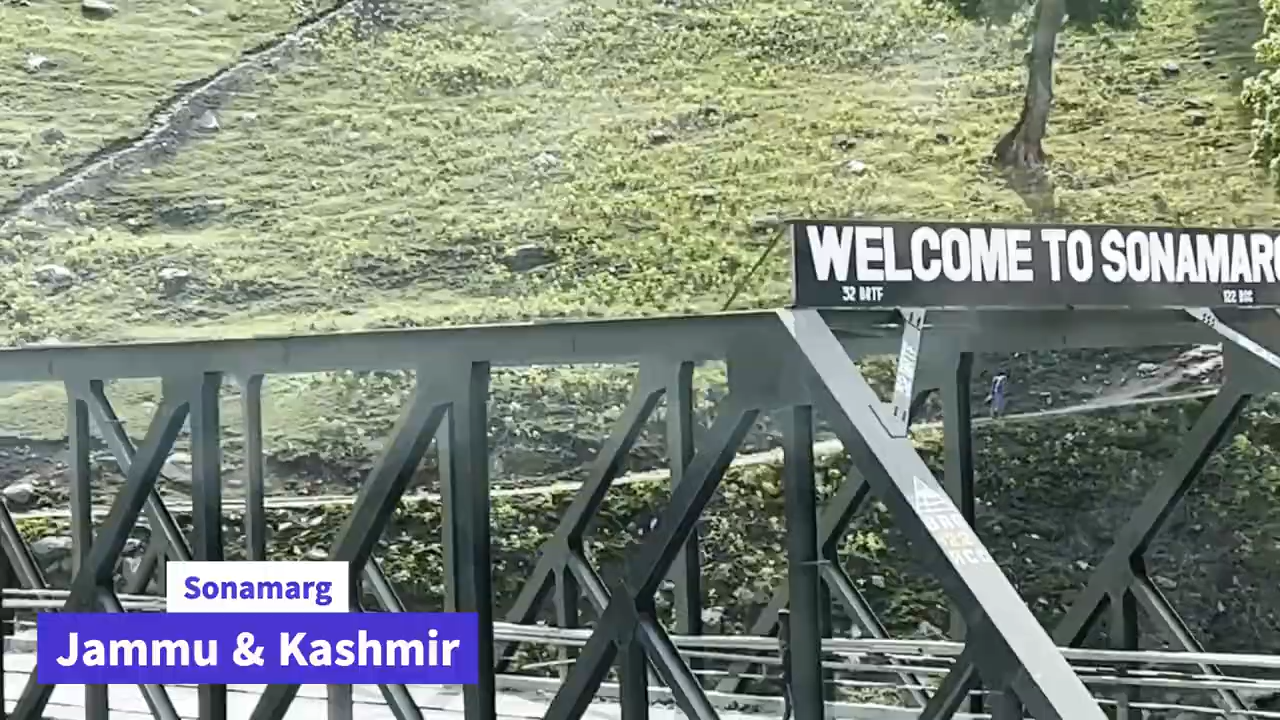 WELCOME TO SONAMARG
32 BRTF 122 RCC
Sonamarg
Jammu & Kashmir